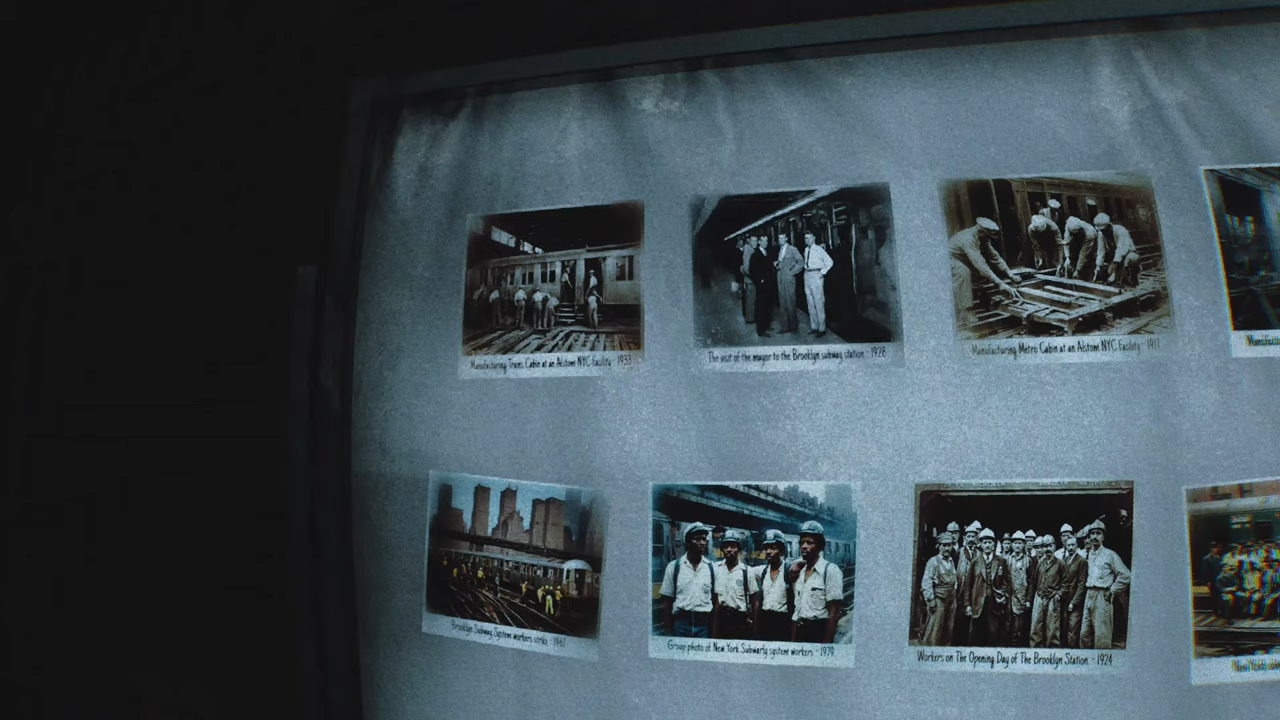 Manufacturing Trains Cabin at an Alstom NYC Facility - 1933
The visit of the mayor to the Brooklyn subway station - 1928
Manufacturing Metro Cabin at an Alstom NYC Facility - 1917
Brooklyn Subway System workers strike - 1967
Group photo of New York Subwarly system workers - 1979
Workers on The Opening Day of The Brooklyn Station - 1924